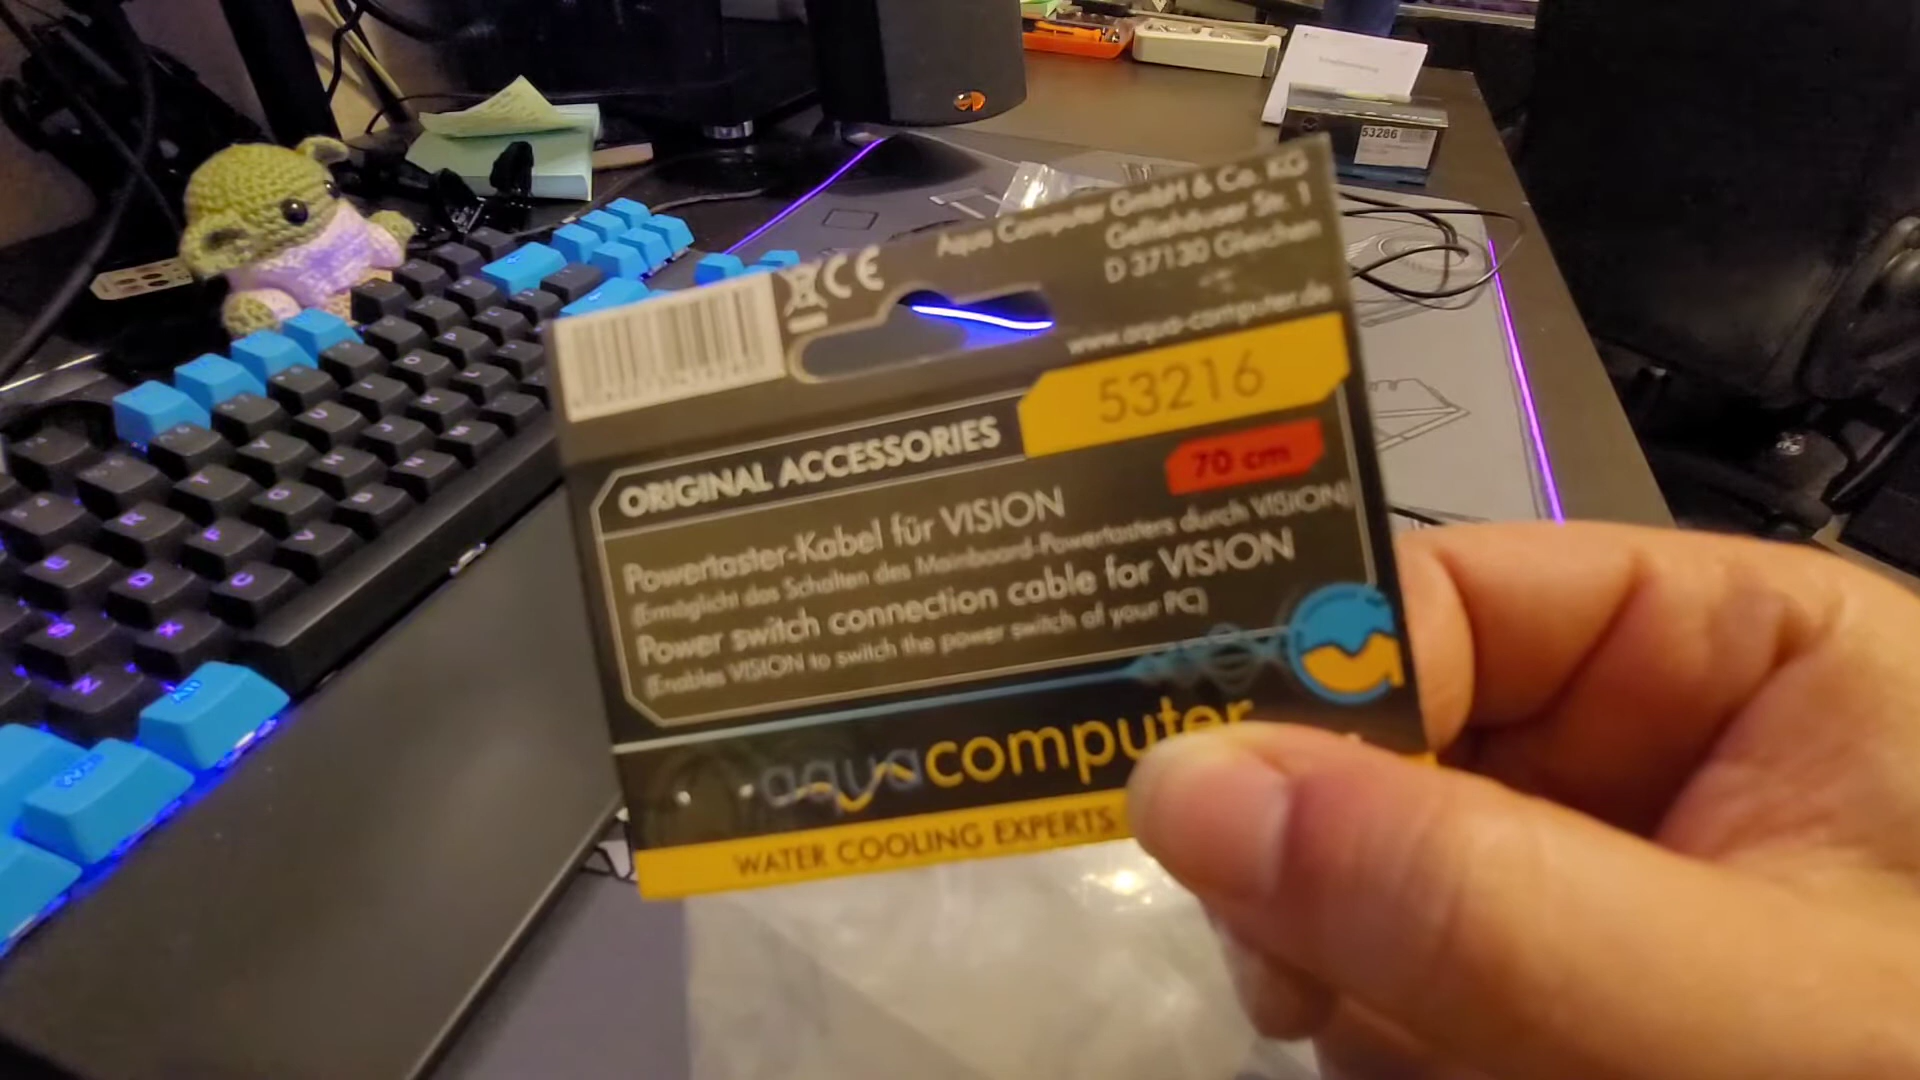 53286
Aqua Computer GmbH & Co. KG
Gelliehäuser Str. 1
D 37130 Gleichen
CE
www.aqua-computer.de
53216
ORIGINAL ACCESSORIES
70 cm
Powertaster-Kabel für VISION
(Ermöglicht das Schalten des Mainboard-Powertasters durch VISION)
Power switch connection cable for VISION
(Enables VISION to switch the power switch of your PC)
aquacomputer
WATER COOLING EXPERTS